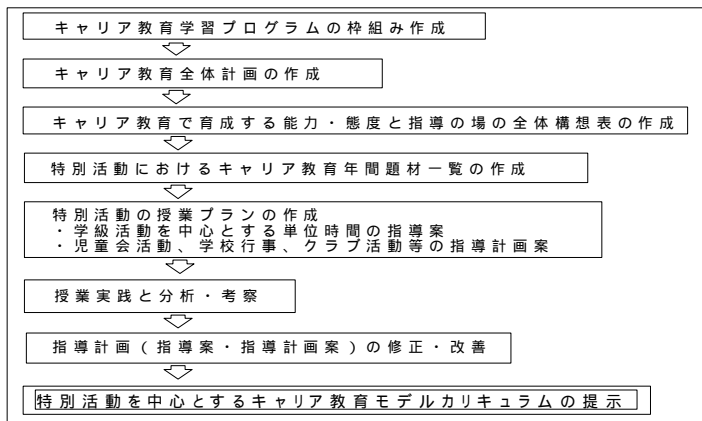 キャリア教育学習プログラムの枠組み作成
キャリア教育全体計画の作成
キャリア教育で育成する能力・態度と指導の場の全体構想表の作成
特別活動におけるキャリア教育年間題材一覧の作成
特別活動の授業プランの作成
・学級活動を中心とする単位時間の指導案
・児童会活動、学校行事、クラブ活動等の指導計画案
授業実践と分析・考察
指導計画(指導案・指導計画案)の修正・改善
特別活動を中心とするキャリア教育モデルカリキュラムの提示